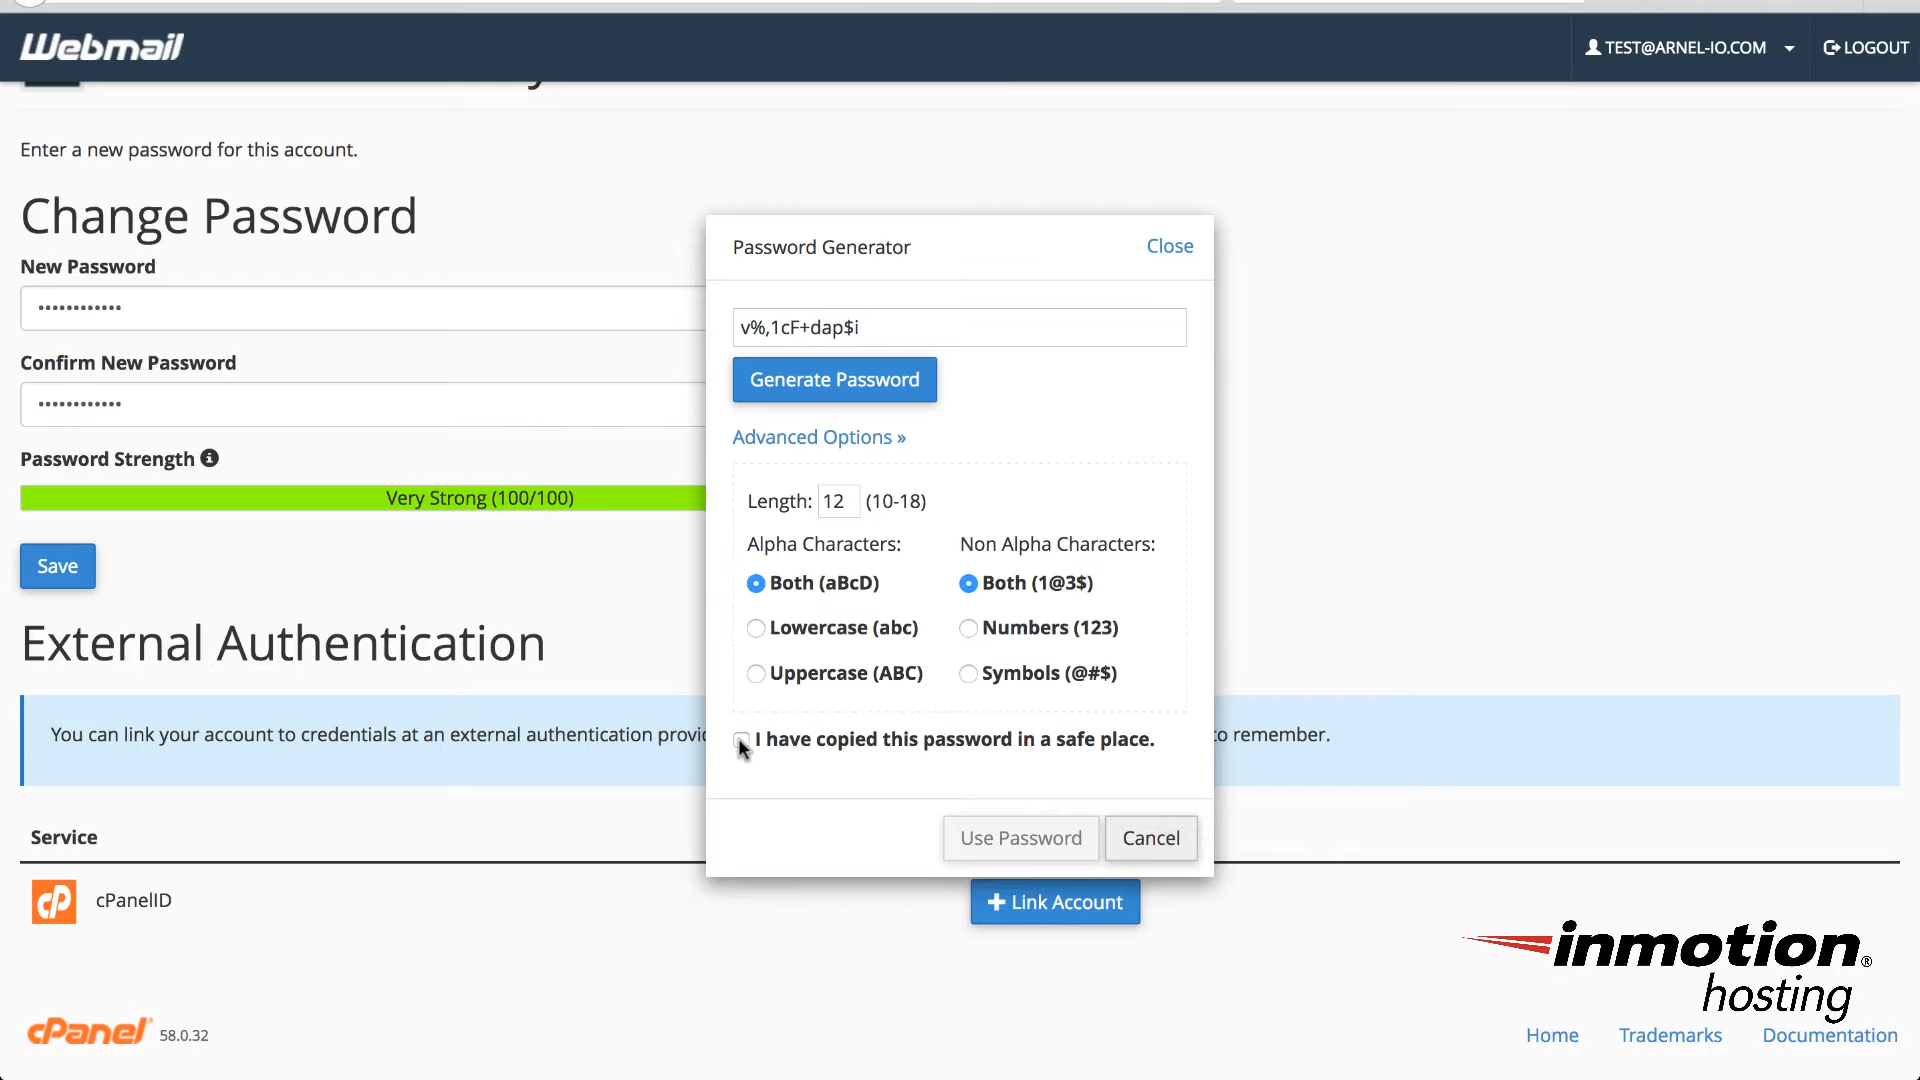 Webmail
TEST@ARNEL-IO.COM
LOGOUT
Enter a new password for this account.
Change Password
New Password
••••••••••••
Confirm New Password
••••••••••••
Password Strength
Very Strong (100/100)
Save
External Authentication
You can link your account to credentials at an external authentication provi
to remember.
Service
cP
cPanelID
Link Account
Password Generator
Close
v%,1cF+dap$i
Generate Password
Advanced Options »
Length: 12 (10-18)
Alpha Characters:
Non Alpha Characters:
Both (aBcD)
Both (1@3$)
Lowercase (abc)
Numbers (123)
Uppercase (ABC)
Symbols (@#$)
I have copied this password in a safe place.
Use Password
Cancel
inmotion®
hosting
cPanel® 58.0.32
Home
Trademarks
Documentation